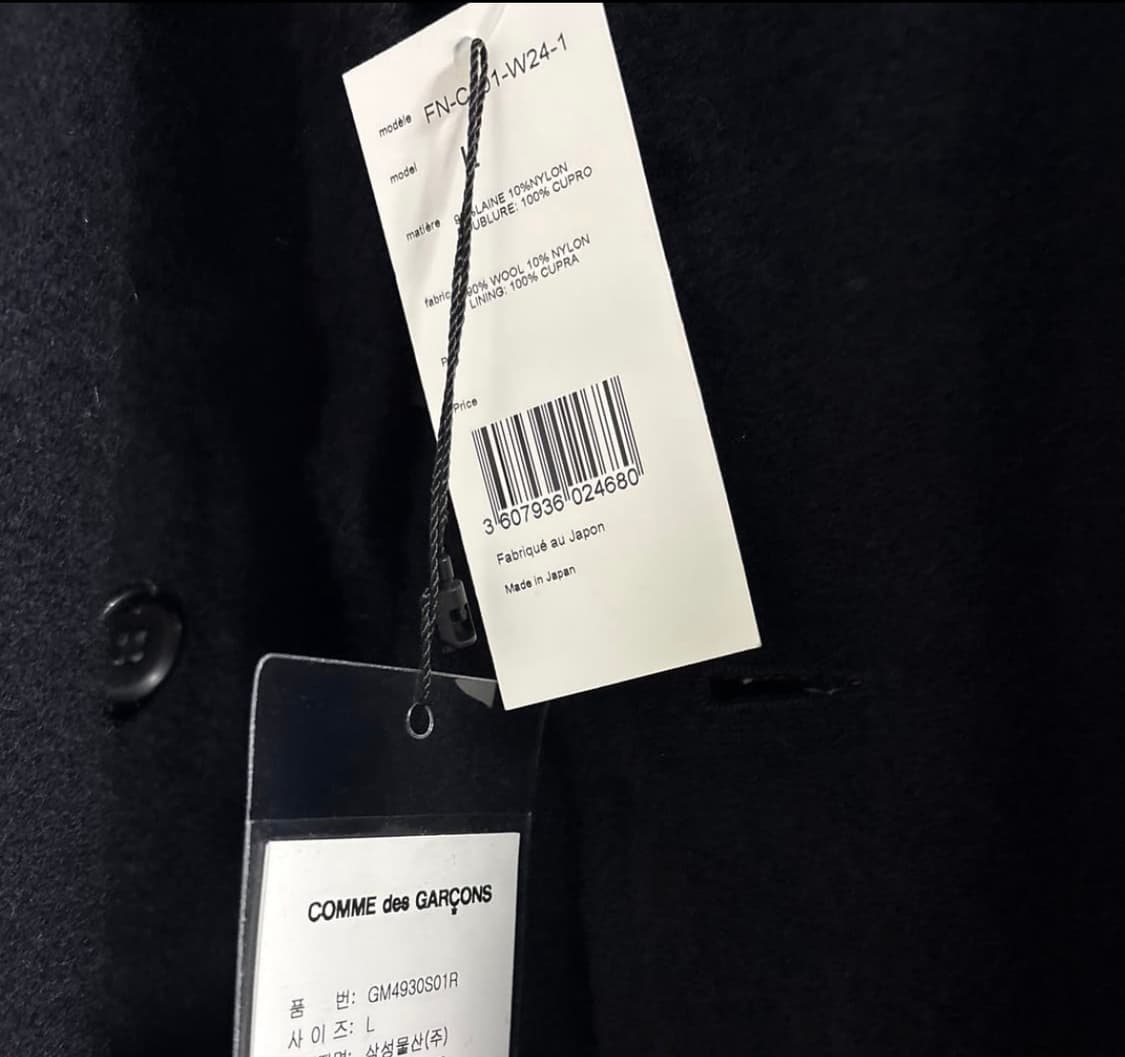 modèle FN-C 01-W24-1
model
matière LAINE 10%NYLON
UBLURE: 100% CUPRO
fabric 90% WOOL 10% NYLON
LINING: 100% CUPRA
Price
3 607936 024680
Fabriqué au Japon
Made in Japan
COMME des GARÇONS
품 번: GM4930S01R
사 이 즈: L
삼성물산(주)